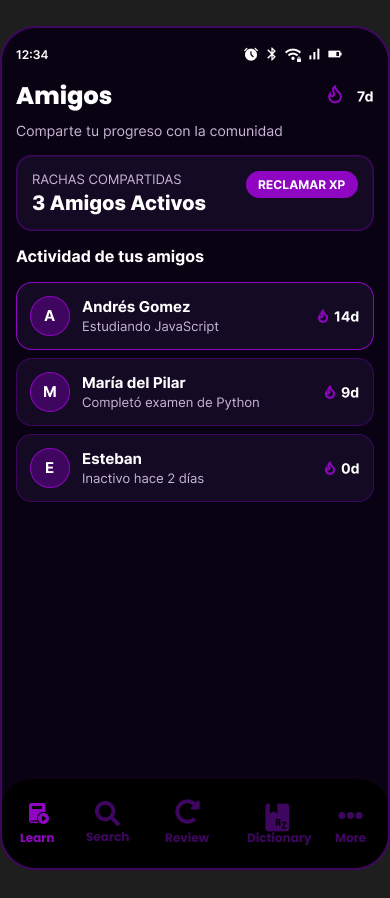 12:34
Amigos
7d
Comparte tu progreso con la comunidad
RACHAS COMPARTIDAS
RECLAMAR XP
3 Amigos Activos
Actividad de tus amigos
A
Andrés Gomez
Estudiando JavaScript
14d
M
María del Pilar
Completó examen de Python
9d
E
Esteban
Inactivo hace 2 días
0d
Learn
Search
Review
Dictionary
More